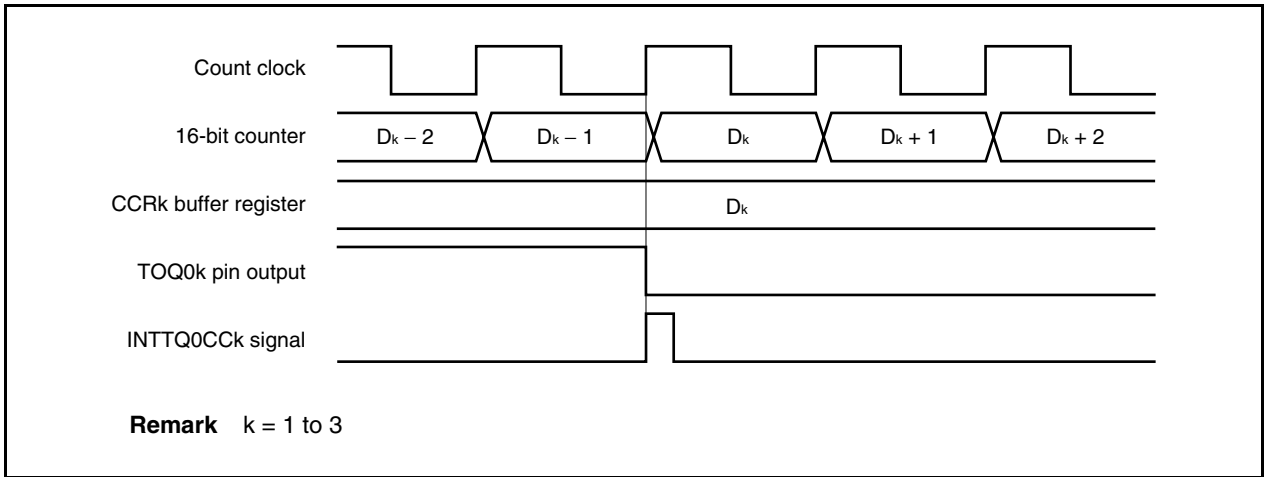 Count clock
16-bit counter Dk − 2 Dk − 1 Dk Dk + 1 Dk + 2
CCRk buffer register Dk
TOQ0k pin output
INTTQ0CCk signal
Remark k = 1 to 3